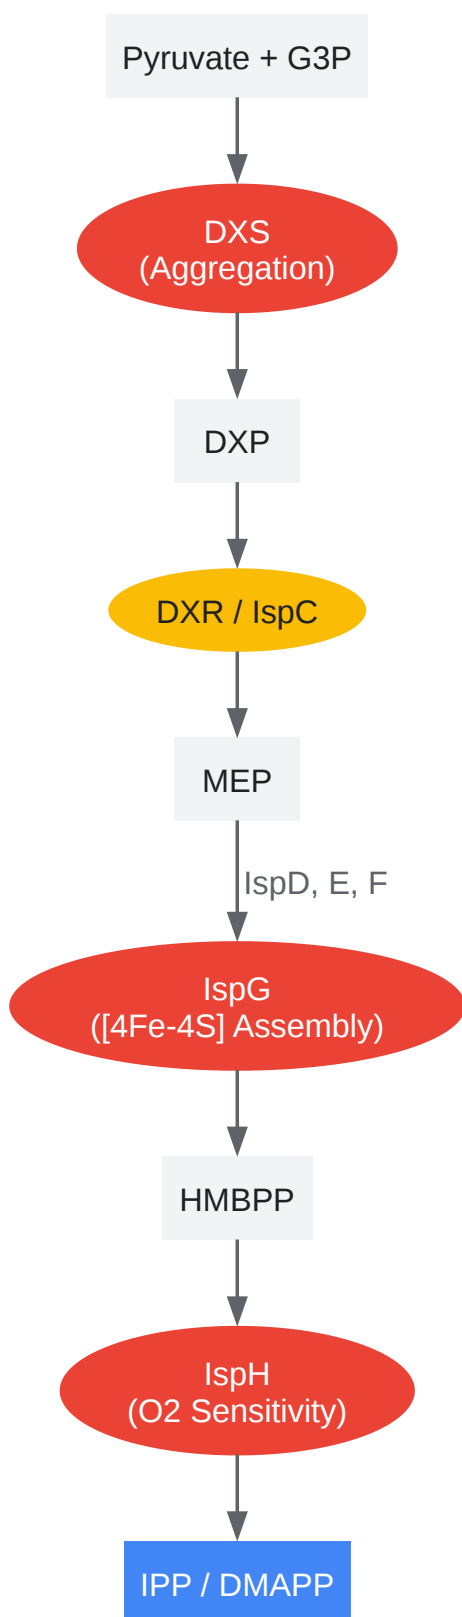 Pyruvate + G3P
DXS
(Aggregation)
DXP
DXR / IspC
MEP
IspD, E, F
IspG
([4Fe-4S] Assembly)
HMBPP
IspH
(O2 Sensitivity)
IPP / DMAPP